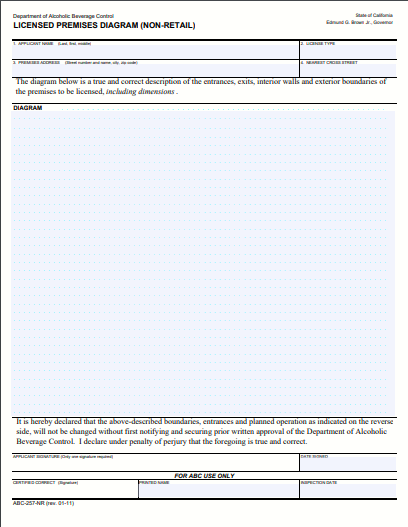 Department of Alcoholic Beverage Control
State of California
LICENSED PREMISES DIAGRAM (NON-RETAIL)
Edmund G. Brown Jr., Governor
1. APPLICANT NAME (Last, first, middle)
2. LICENSE TYPE
3. PREMISES ADDRESS (Street number and name, city, zip code)
4. NEAREST CROSS STREET
The diagram below is a true and correct description of the entrances, exits, interior walls and exterior boundaries of
the premises to be licensed, including dimensions .
DIAGRAM
It is hereby declared that the above-described boundaries, entrances and planned operation as indicated on the reverse
side, will not be changed without first notifying and securing prior written approval of the Department of Alcoholic
Beverage Control. I declare under penalty of perjury that the foregoing is true and correct.
APPLICANT SIGNATURE (Only one signature required)
DATE SIGNED
FOR ABC USE ONLY
CERTIFIED CORRECT (Signature)
PRINTED NAME
INSPECTION DATE
ABC-257-NR (rev. 01-11)